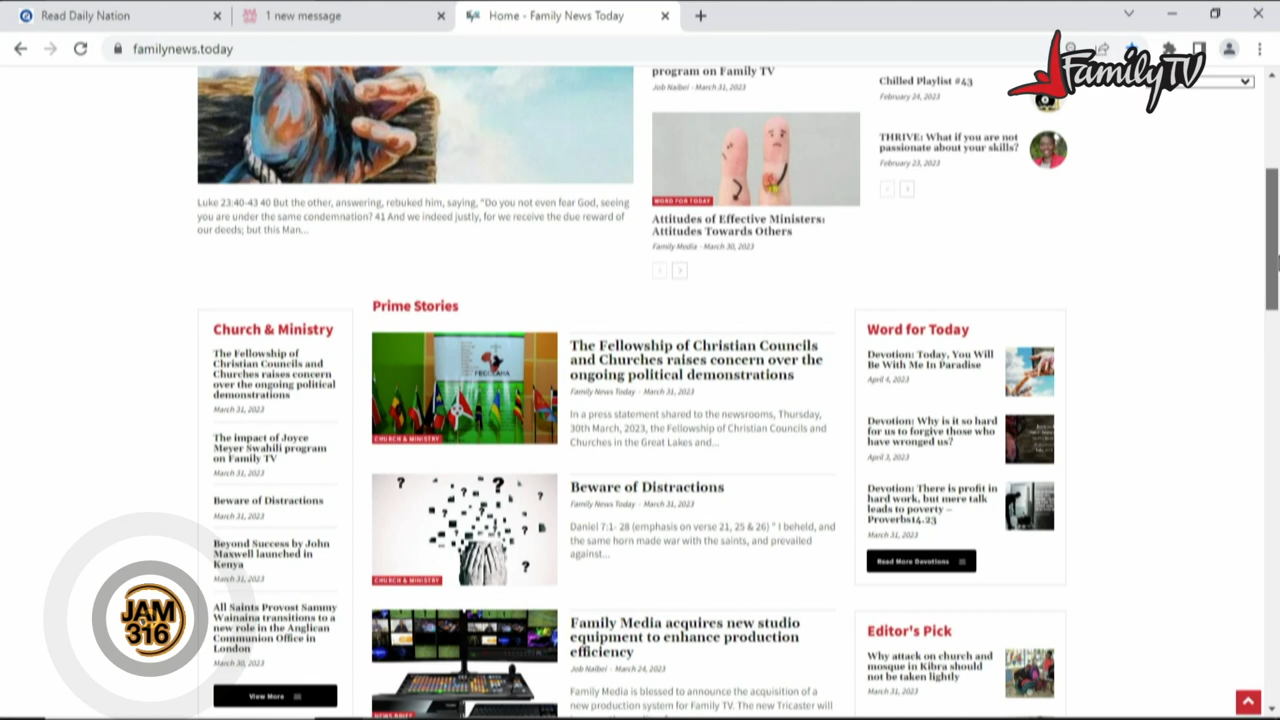 Read Daily Nation
1 new message
Home - Family News Today
familynews.today
FamilyTV
program on Family TV
Job Naibei - March 31, 2023
Chilled Playlist #43
February 24, 2023
THRIVE: What if you are not
passionate about your skills?
February 23, 2023
WORD FOR TODAY
Luke 23:40-43 40 But the other, answering, rebuked him, saying, "Do you not even fear God, seeing
you are under the same condemnation? 41 And we indeed justly, for we receive the due reward of
our deeds; but this Man...
Attitudes of Effective Ministers:
Attitudes Towards Others
Family Media - March 30, 2023
Church & Ministry
The Fellowship of
Christian Councils and
Churches raises concern
over the ongoing political
demonstrations
March 31, 2023
The impact of Joyce
Meyer Swahili program
on Family TV
March 31, 2023
Beware of Distractions
March 31, 2023
Beyond Success by John
Maxwell launched in
Kenya
March 31, 2023
All Saints Provost Sammy
Wainaina transitions to a
new role in the Anglican
Communion Office in
London
March 30, 2023
View More
JAM
316
Prime Stories
CHURCH & MINISTRY
The Fellowship of Christian Councils
and Churches raises concern over the
ongoing political demonstrations
Family News Today - March 31, 2023
In a press statement shared to the newsrooms, Thursday,
30th March, 2023, the Fellowship of Christian Councils and
Churches in the Great Lakes and...
CHURCH & MINISTRY
Beware of Distractions
Family News Today - March 31, 2023
Daniel 7:1- 28 (emphasis on verse 21, 25 & 26) " I beheld, and
the same horn made war with the saints, and prevailed
against...
NEWS BRIEF
Family Media acquires new studio
equipment to enhance production
efficiency
Job Naibei - March 24, 2023
Family Media is blessed to announce the acquisition of a
new production system for Family TV. The new Tricaster will
Word for Today
Devotion: Today, You Will
Be With Me In Paradise
April 4, 2023
Devotion: Why is it so hard
for us to forgive those who
have wronged us?
April 3, 2023
Devotion: There is profit in
hard work, but mere talk
leads to poverty –
Proverbs14.23
March 31, 2023
Read More Devotions
Editor's Pick
Why attack on church and
mosque in Kibra should
not be taken lightly
March 31, 2023